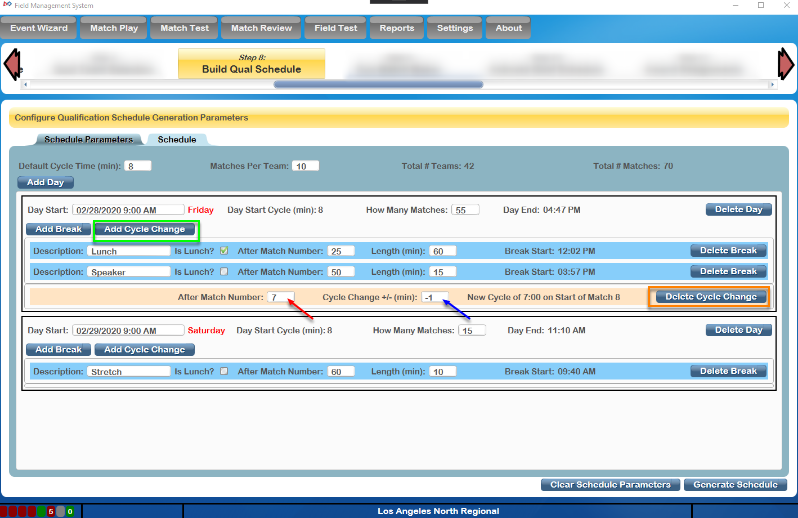 Field Management System
Event Wizard Match Play Match Test Match Review Field Test Reports Settings About
Step 8:
Build Qual Schedule
Configure Qualification Schedule Generation Parameters
Schedule Parameters Schedule
Default Cycle Time (min): 8 Matches Per Team: 10 Total # Teams: 42 Total # Matches: 70
Add Day
Day Start: 02/28/2020 9:00 AM Friday Day Start Cycle (min): 8 How Many Matches: 55 Day End: 04:47 PM Delete Day
Add Break Add Cycle Change
Description: Lunch Is Lunch? After Match Number: 25 Length (min): 60 Break Start: 12:02 PM Delete Break
Description: Speaker Is Lunch? After Match Number: 50 Length (min): 15 Break Start: 03:57 PM Delete Break
After Match Number: 7 Cycle Change +/- (min): -1 New Cycle of 7:00 on Start of Match 8 Delete Cycle Change
Day Start: 02/29/2020 9:00 AM Saturday Day Start Cycle (min): 8 How Many Matches: 15 Day End: 11:10 AM Delete Day
Add Break Add Cycle Change
Description: Stretch Is Lunch? After Match Number: 60 Length (min): 10 Break Start: 09:40 AM Delete Break
Clear Schedule Parameters Generate Schedule
5 0 Los Angeles North Regional